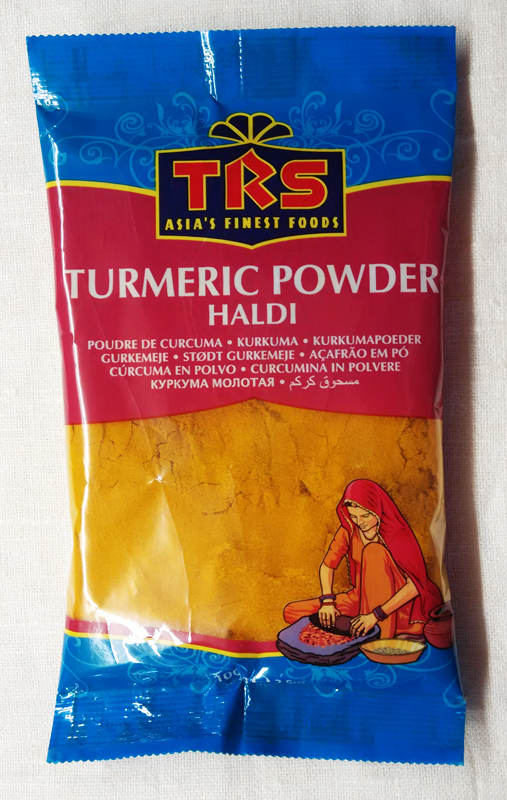 TRS
ASIA'S FINEST FOODS
TURMERIC POWDER
HALDI
POUDRE DE CURCUMA • KURKUMA • KURKUMAPOEDER
GURKEMEJE • STØDT GURKEMEJE • AÇAFRÃO EM PÓ
CÚRCUMA EN POLVO • CURCUMINA IN POLVERE
КУРКУМА МОЛОТАЯ • مسحوق كركم